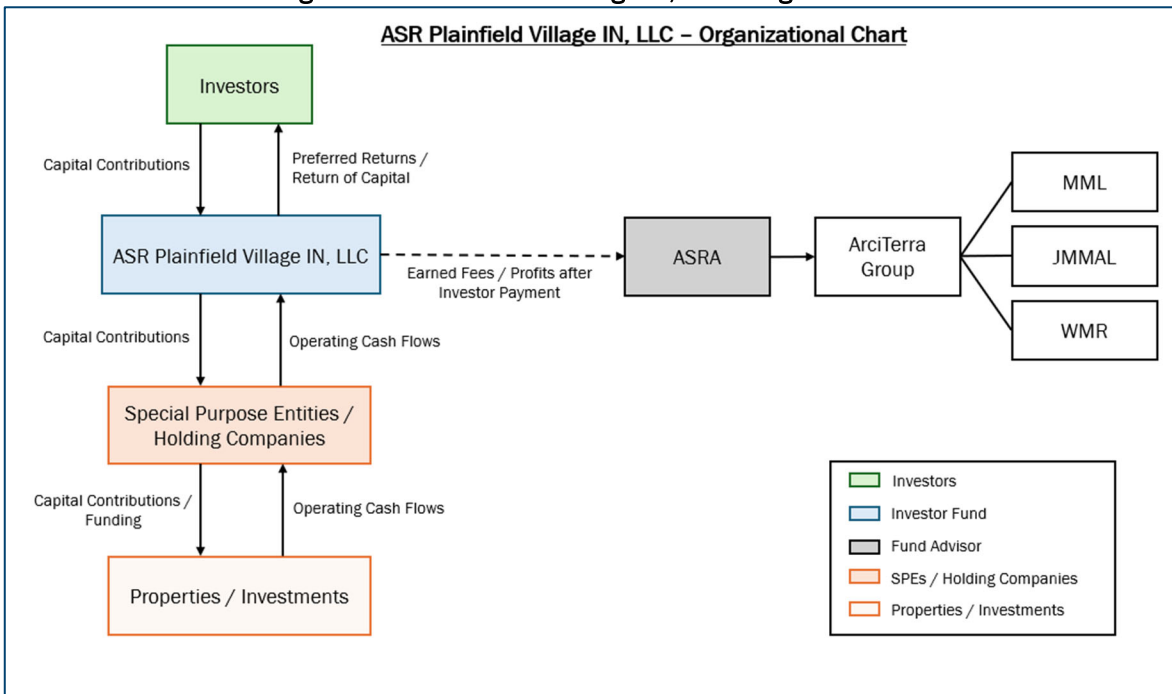 ASR Plainfield Village IN, LLC – Organizational Chart
Investors
Capital Contributions
Preferred Returns /
Return of Capital
ASR Plainfield Village IN, LLC
Earned Fees / Profits after
Investor Payment
ASRA
ArciTerra
Group
MML
JMMAL
WMR
Capital Contributions
Operating Cash Flows
Special Purpose Entities /
Holding Companies
Capital Contributions /
Funding
Operating Cash Flows
Properties / Investments
Investors
Investor Fund
Fund Advisor
SPEs / Holding Companies
Properties / Investments